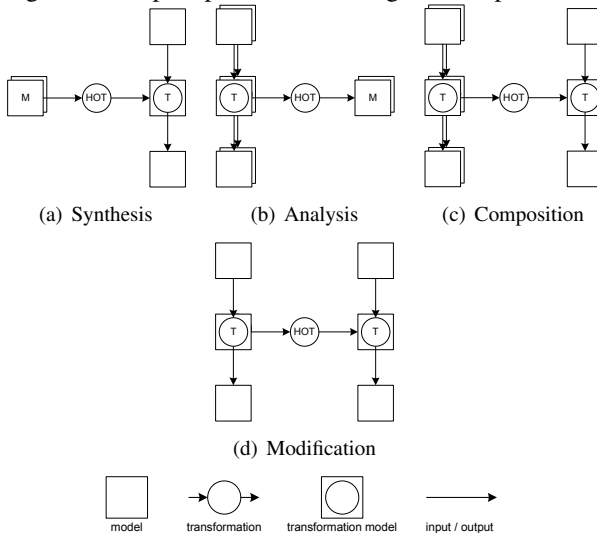 M HOT T
T HOT M
T HOT T
(a) Synthesis (b) Analysis (c) Composition
T HOT T
(d) Modification
model transformation transformation model input / output